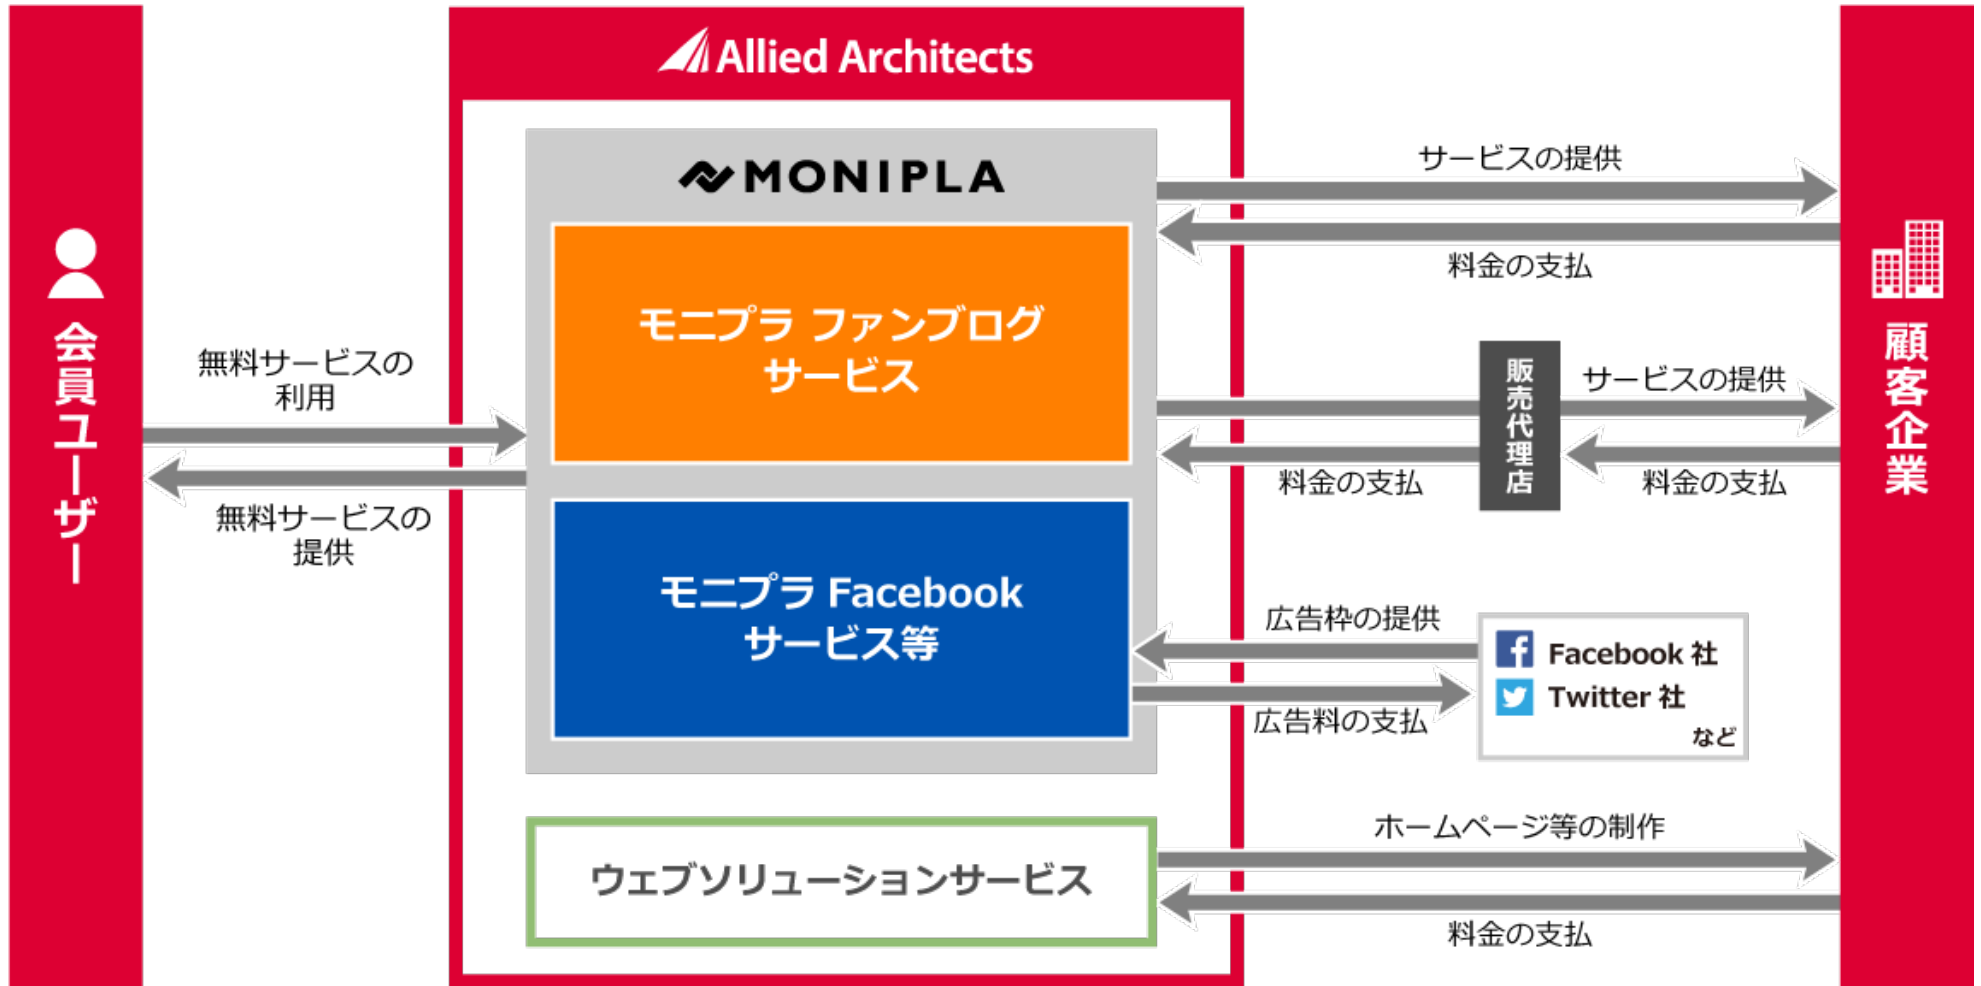 Allied Architects
MONIPLA
モニプラ ファンブログ
サービス
モニプラ Facebook
サービス等
ウェブソリューションサービス
会員ユーザー
無料サービスの
利用
無料サービスの
提供
サービスの提供
料金の支払
販売代理店
サービスの提供
料金の支払
料金の支払
広告枠の提供
広告料の支払
Facebook 社
Twitter 社
など
ホームページ等の制作
料金の支払
顧客企業